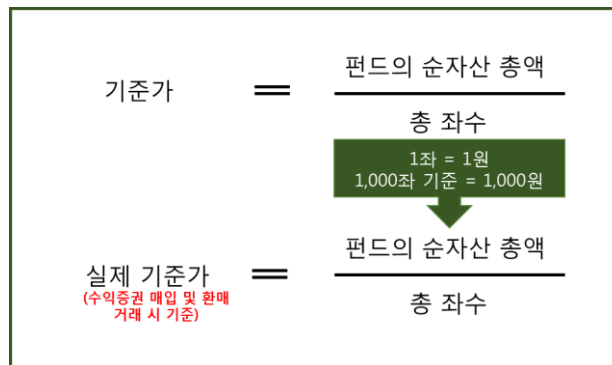 기준가 = 펀드의 순자산 총액
총 좌수
1좌 = 1원
1,000좌 기준 = 1,000원
실제 기준가 = 펀드의 순자산 총액
(수익증권 매입 및 환매
거래 시 기준)
총 좌수